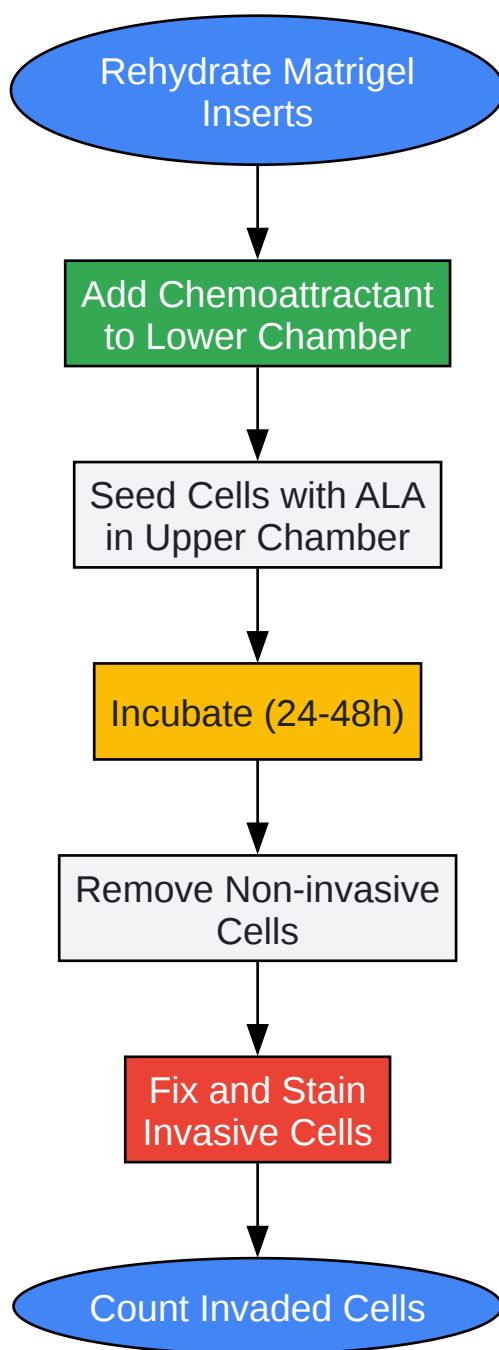 Rehydrate Matrigel
Inserts
Add Chemoattractant
to Lower Chamber
Seed Cells with ALA
in Upper Chamber
Incubate (24-48h)
Remove Non-invasive
Cells
Fix and Stain
Invasive Cells
Count Invaded Cells